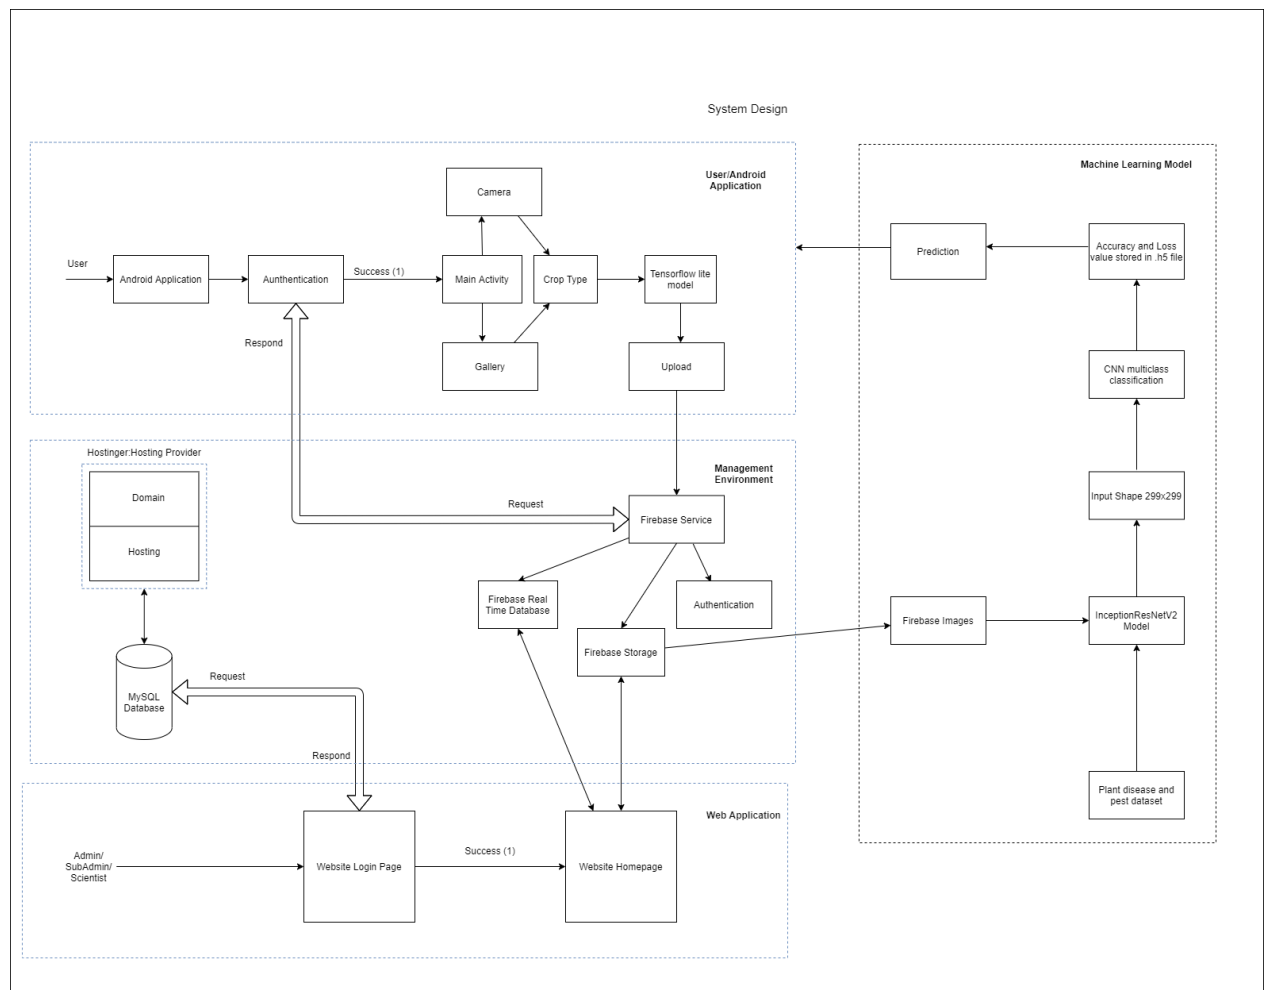 System Design
User/Android
Application
Machine Learning Model
Camera
User
Android Application
Aunthentication
Success (1)
Main Activity
Crop Type
Tensorflow lite
model
Prediction
Accuracy and Loss
value stored in .h5 file
Respond
Gallery
Upload
CNN multiclass
classification
Hostinger:Hosting Provider
Management
Environment
Domain
Hosting
Request
Firebase Service
Input Shape 299x299
Firebase Real
Time Database
Authentication
Firebase Storage
Firebase Images
InceptionResNetV2
Model
MySQL
Database
Request
Respond
Plant disease and
pest dataset
Web Application
Admin/
SubAdmin/
Scientist
Website Login Page
Success (1)
Website Homepage